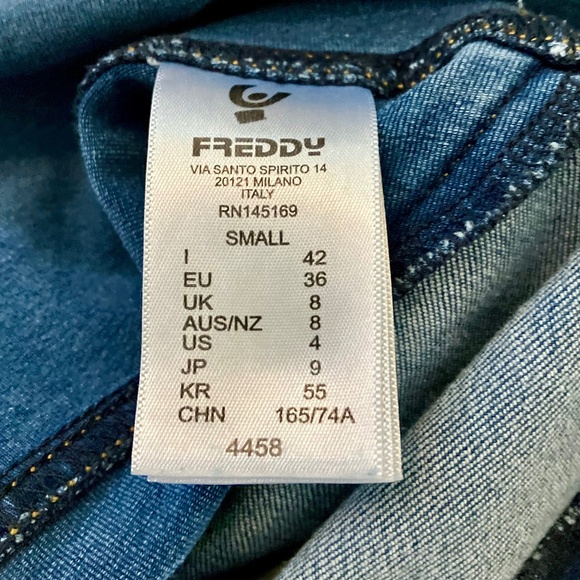 FREDDY
VIA SANTO SPIRITO 14
20121 MILANO
ITALY
RN145169
SMALL
I 42
EU 36
UK 8
AUS/NZ 8
US 4
JP 9
KR 55
CHN 165/74A
4458